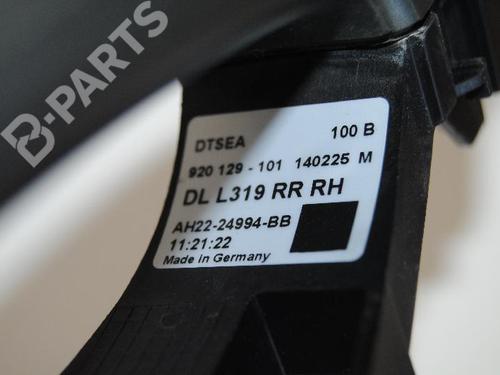 B-PARTS
DTSEA 100 B
920 129 - 101 140225 M
DL L319 RR RH
AH22-24994-BB
11:21:22
Made in Germany